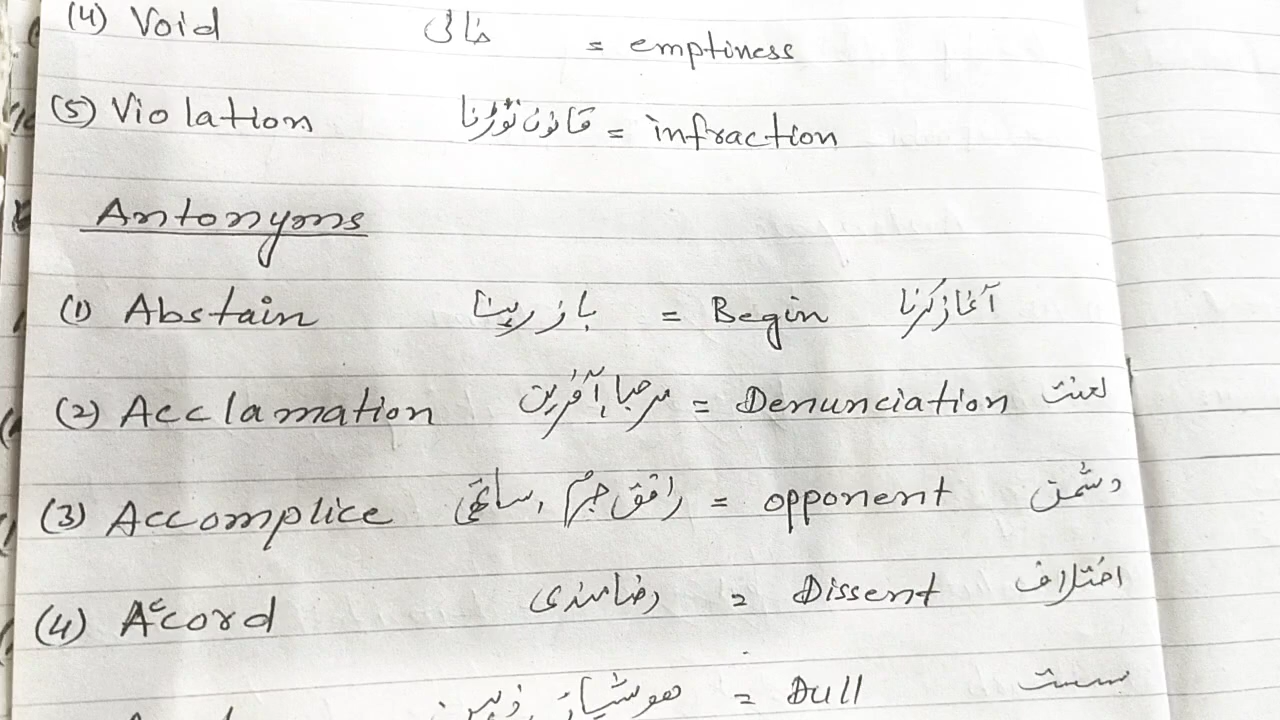 (4) Void خالی = emptiness
(5) Violation قانون توڑنا = infraction
Antonyms
(1) Abstain باز رہنا = Begin آغاز کرنا
(2) Acclamation مرحبا، آفرین = Denunciation لعنت
(3) Accomplice جرم، ساتھی = opponent دشمن
(4) Accord رضامندی = Dissent اختلاف
ہوشیار، ذہین = Dull سست